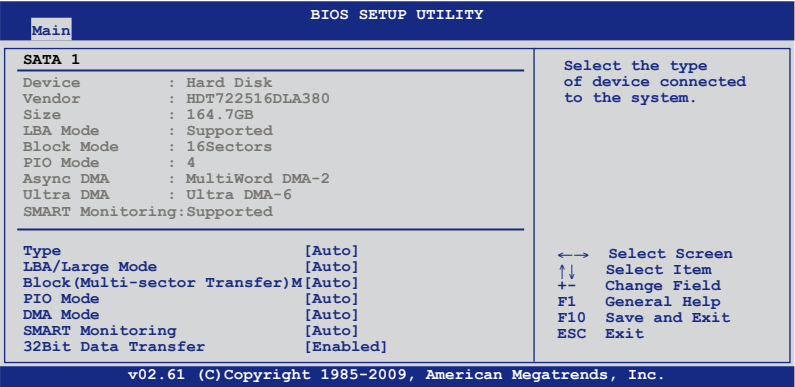 BIOS SETUP UTILITY
Main
SATA 1
Device : Hard Disk
Vendor : HDT722516DLA380
Size : 164.7GB
LBA Mode : Supported
Block Mode : 16Sectors
PIO Mode : 4
Async DMA : MultiWord DMA-2
Ultra DMA : Ultra DMA-6
SMART Monitoring:Supported
Type [Auto]
LBA/Large Mode [Auto]
Block(Multi-sector Transfer)M[Auto]
PIO Mode [Auto]
DMA Mode [Auto]
SMART Monitoring [Auto]
32Bit Data Transfer [Enabled]
Select the type
of device connected
to the system.
←→ Select Screen
↑↓ Select Item
+- Change Field
F1 General Help
F10 Save and Exit
ESC Exit
v02.61 (C)Copyright 1985-2009, American Megatrends, Inc.